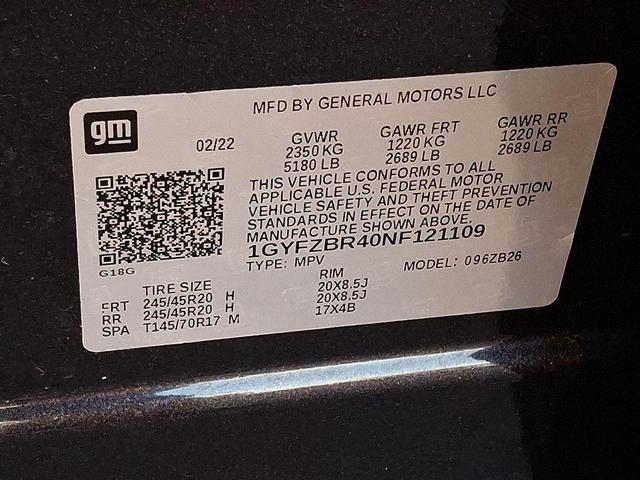 MFD BY GENERAL MOTORS LLC
gm
02/22 GVWR GAWR FRT GAWR RR
2350 KG 1220 KG 1220 KG
5180 LB 2689 LB 2689 LB
THIS VEHICLE CONFORMS TO ALL
APPLICABLE U.S. FEDERAL MOTOR
VEHICLE SAFETY AND THEFT PREVENTION
STANDARDS IN EFFECT ON THE DATE OF
MANUFACTURE SHOWN ABOVE.
1GYFZBR40NF121109
G18G TYPE: MPV MODEL: 096ZB26
TIRE SIZE RIM
FRT 245/45R20 H 20X8.5J
RR 245/45R20 H 20X8.5J
SPA T145/70R17 M 17X4B